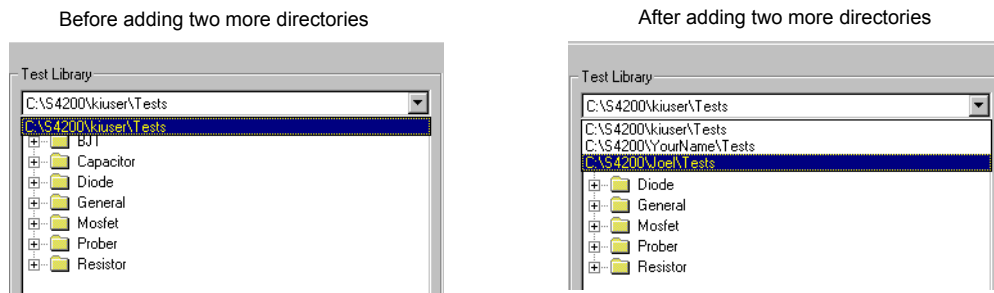 Before adding two more directories
Test Library
C:\S4200\kiuser\Tests
C:\S4200\kiuser\Tests
BJT
Capacitor
Diode
General
Mosfet
Prober
Resistor
After adding two more directories
Test Library
C:\S4200\kiuser\Tests
C:\S4200\kiuser\Tests
C:\S4200\YourName\Tests
C:\S4200\Joel\Tests
Diode
General
Mosfet
Prober
Resistor